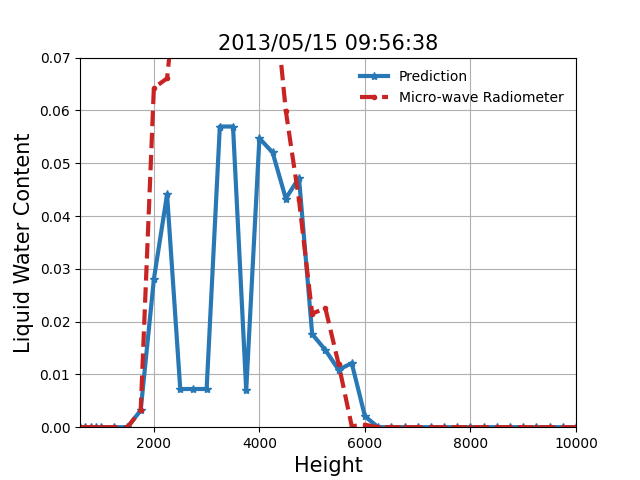 2013/05/15 09:56:38
0.07
0.06
0.05
0.04
0.03
0.02
0.01
0.00
Liquid Water Content
Prediction
Micro-wave Radiometer
2000 4000 6000 8000 10000
Height